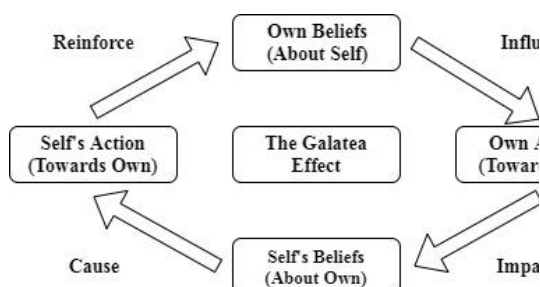 Reinforce
Own Beliefs
(About Self)
Influ
Self's Action
(Towards Own)
The Galatea
Effect
Own A
(Toward
Cause
Self's Beliefs
(About Own)
Impa